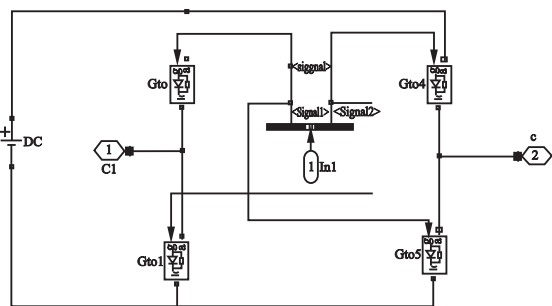 g a
Gto
<siggnal>
g a
Gto4
<Signal1>
<Signal2>
+
DC
1
C1
1
In1
c
2
g a
Gto1
g a
Gto5